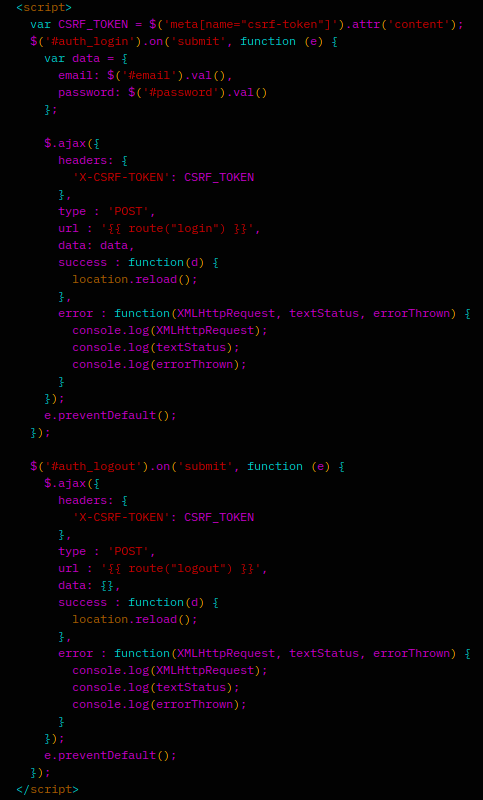 <script>
  var CSRF_TOKEN = $('meta[name="csrf-token"]').attr('content');
  $('#auth_login').on('submit', function (e) {
    var data = {
      email: $('#email').val(),
      password: $('#password').val()
    };

    $.ajax({
      headers: {
        'X-CSRF-TOKEN': CSRF_TOKEN
      },
      type : 'POST',
      url : '{{ route("login") }}',
      data: data,
      success : function(d) {
        location.reload();
      },
      error : function(XMLHttpRequest, textStatus, errorThrown) {
        console.log(XMLHttpRequest);
        console.log(textStatus);
        console.log(errorThrown);
      }
    });
    e.preventDefault();
  });

  $('#auth_logout').on('submit', function (e) {
    $.ajax({
      headers: {
        'X-CSRF-TOKEN': CSRF_TOKEN
      },
      type : 'POST',
      url : '{{ route("logout") }}',
      data: {},
      success : function(d) {
        location.reload();
      },
      error : function(XMLHttpRequest, textStatus, errorThrown) {
        console.log(XMLHttpRequest);
        console.log(textStatus);
        console.log(errorThrown);
      }
    });
    e.preventDefault();
  });
</script>